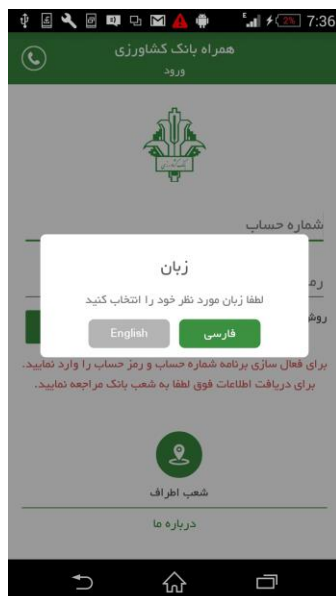 2% 7:36
همراه بانک کشاورزی
ورود
شماره حساب
زبان
لطفا زبان مورد نظر خود را انتخاب کنید
فارسی
English
برای فعال سازی برنامه شماره حساب و رمز حساب را وارد نمایید.
برای دریافت اطلاعات فوق لطفا به شعب بانک مراجعه نمایید.
شعب اطراف
درباره ما